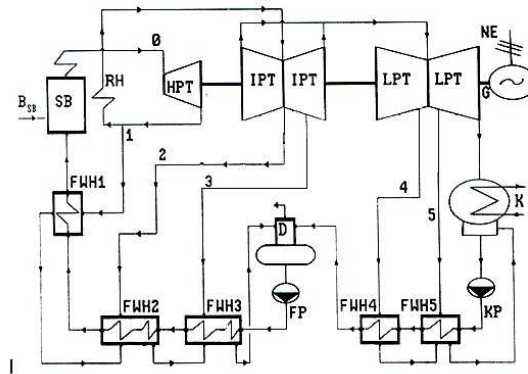 NE
0
RH
SB
B_SB
HPT
IPT
IPT
LPT
LPT
G
1
2
3
4
5
K
FWH1
D
FWH2
FWH3
FP
FWH4
FWH5
KP